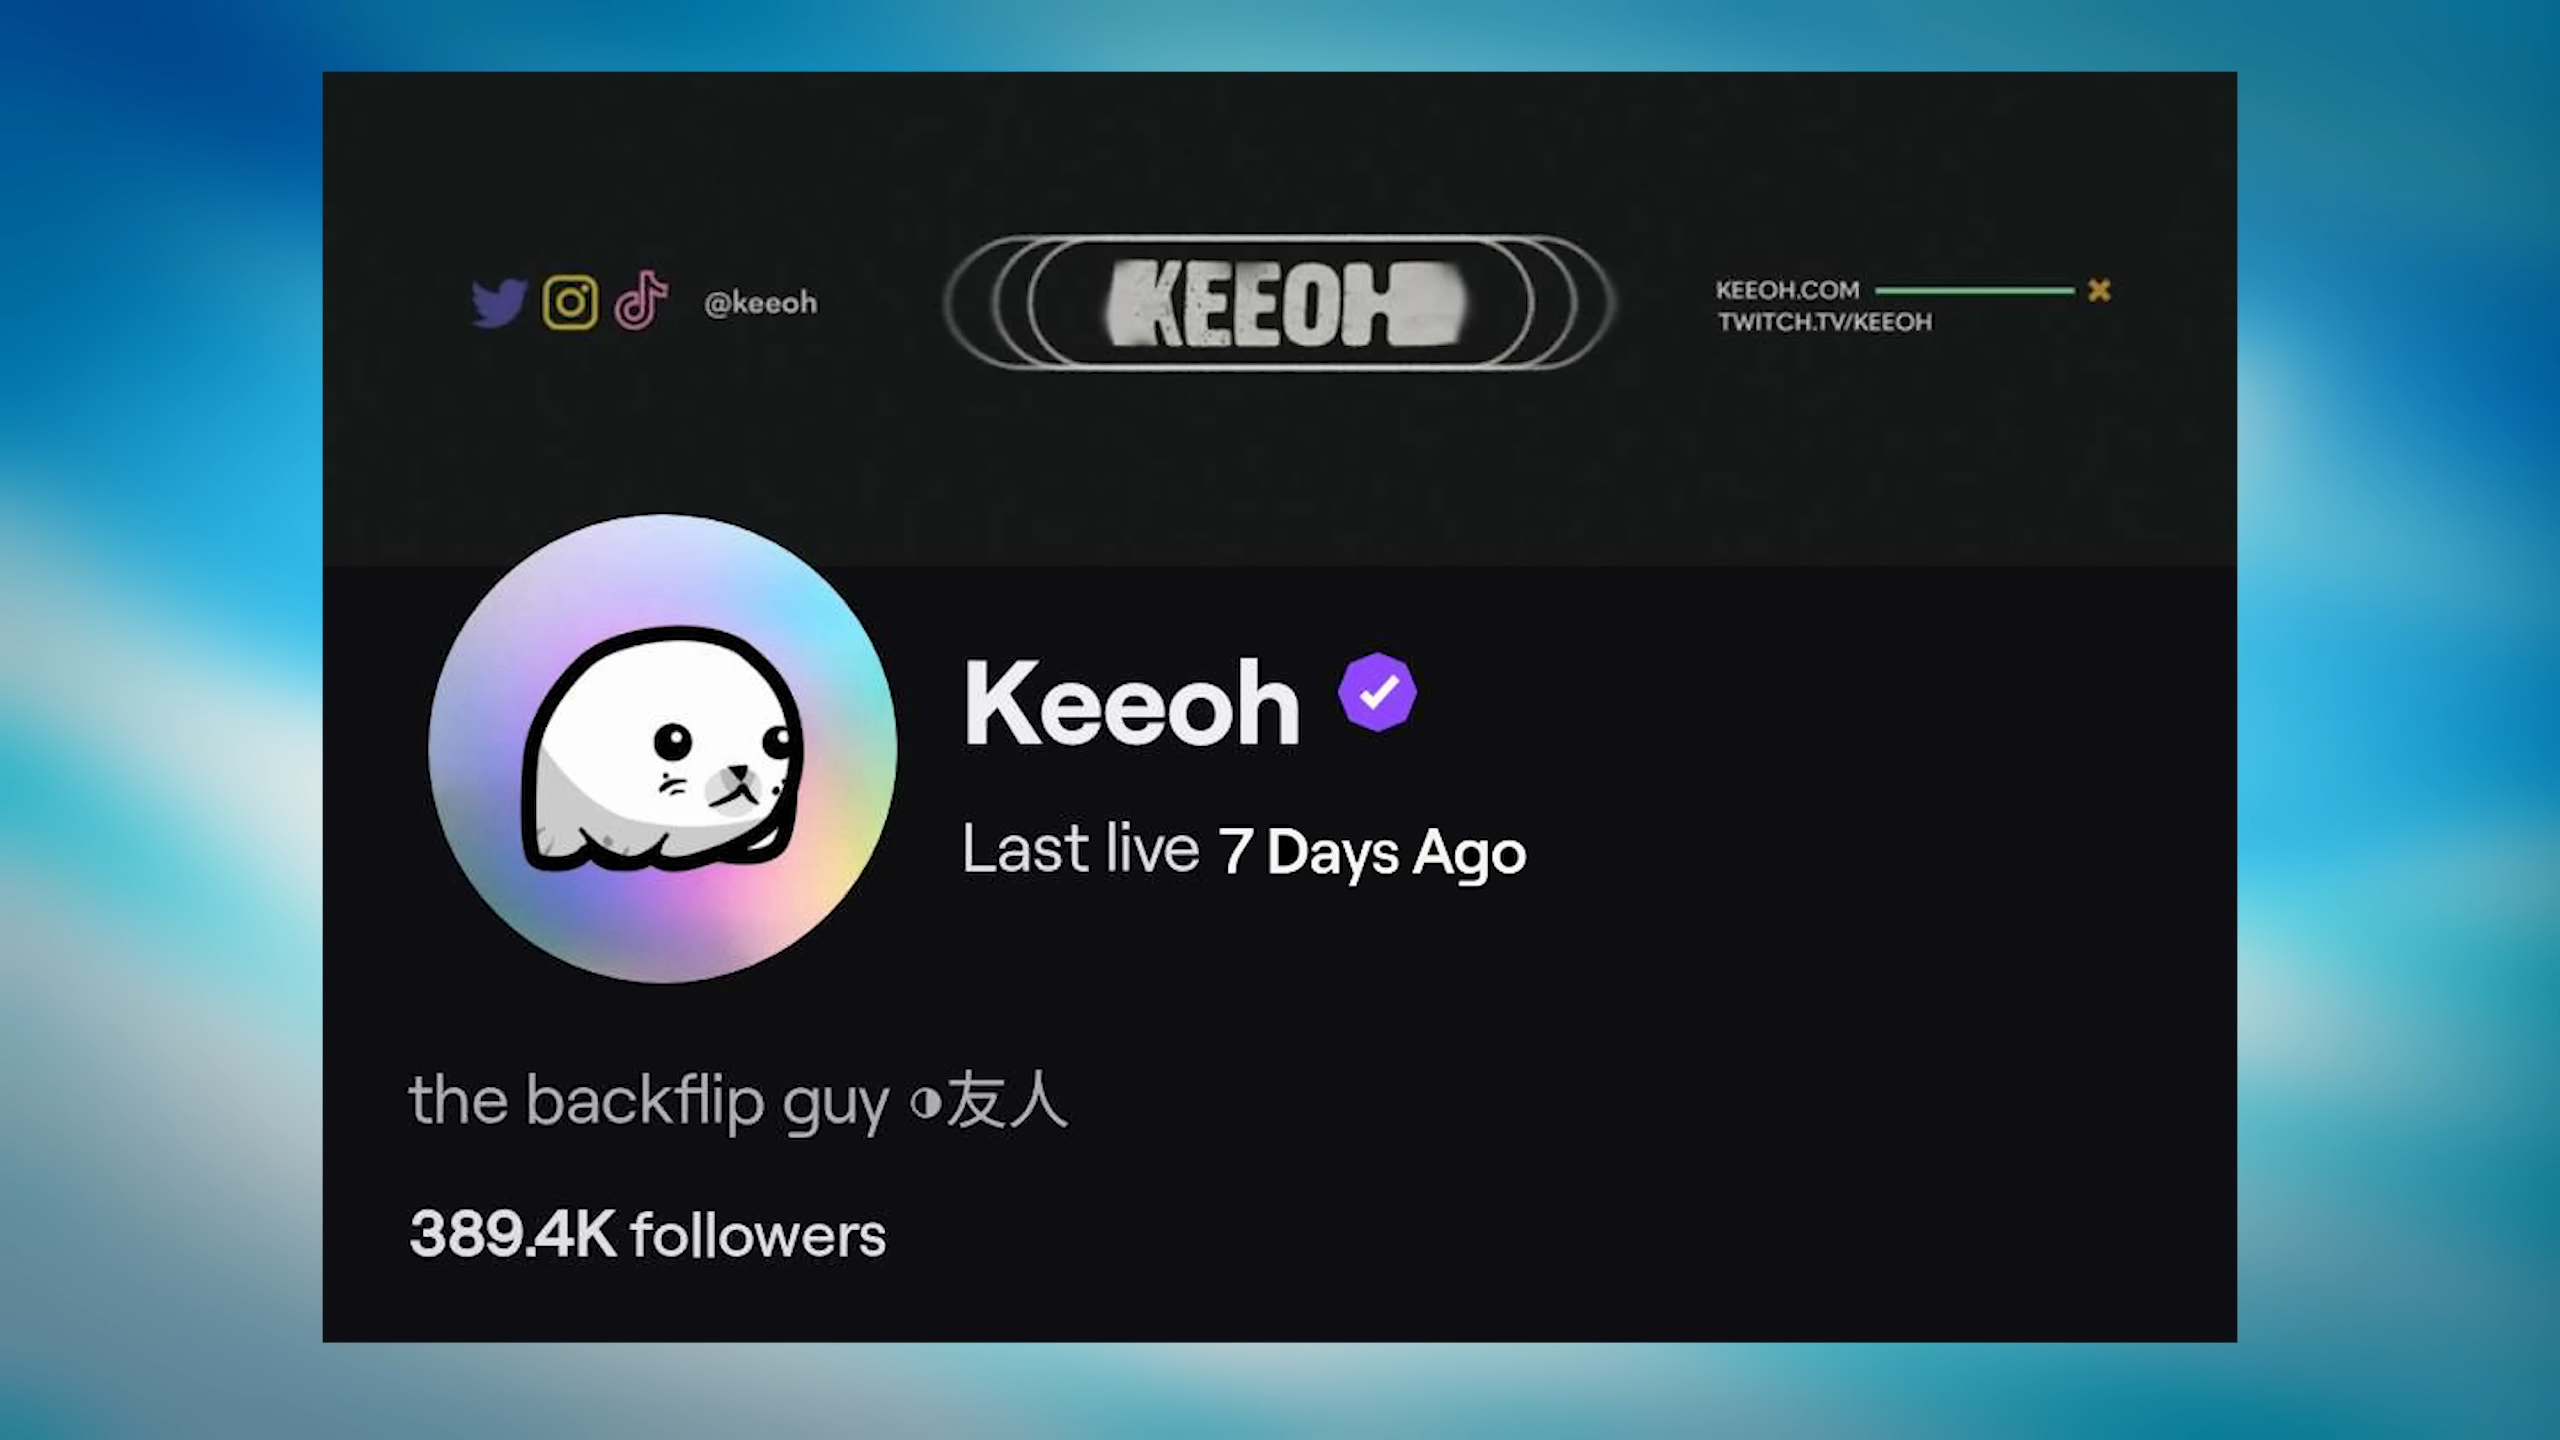 @keeoh
KEEOH
KEEOH.COM
TWITCH.TV/KEEOH
Keeoh
Last live 7 Days Ago
the backflip guy ◑友人
389.4K followers